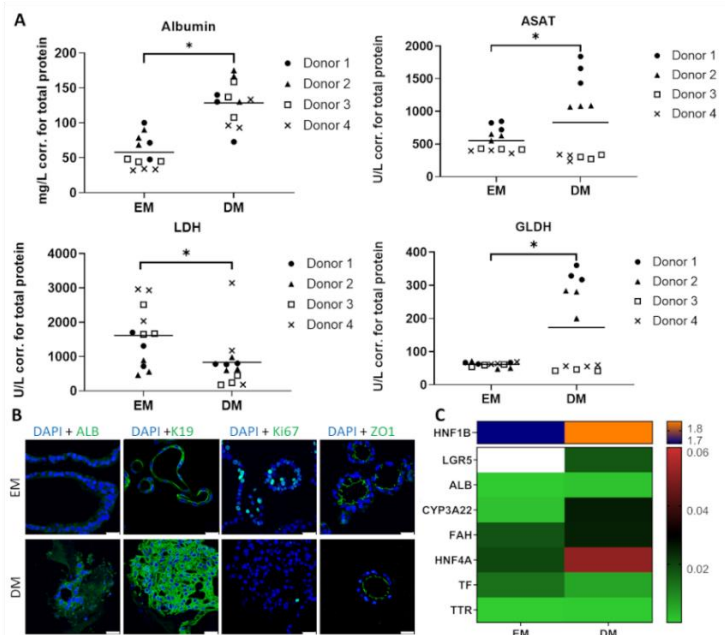 A
Albumin
mg/L corr. for total protein
200
150
100
50
0
EM
DM
*
Donor 1
Donor 2
Donor 3
Donor 4
ASAT
U/L corr. for total protein
2000
1500
1000
500
0
EM
DM
*
Donor 1
Donor 2
Donor 3
Donor 4
LDH
U/L corr. for total protein
4000
3000
2000
1000
0
EM
DM
*
Donor 1
Donor 2
Donor 3
Donor 4
GLDH
U/L corr. for total protein
400
300
200
100
0
EM
DM
*
Donor 1
Donor 2
Donor 3
Donor 4
B
DAPI + ALB
DAPI +K19
DAPI + Ki67
DAPI + ZO1
EM
DM
C
HNF1B
LGR5
ALB
CYP3A22
FAH
HNF4A
TF
TTR
EM
DM
1.8
1.7
0.06
0.04
0.02